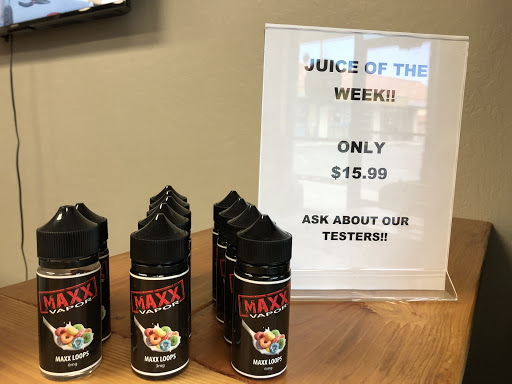 JUICE OF THE
WEEK!!
ONLY
$15.99
ASK ABOUT OUR
TESTERS!!
MAXX
VAPOR
MAXX LOOPS
6mg
MAXX
VAPOR
MAXX LOOPS
3mg
MAXX
VAPOR
MAXX LOOPS